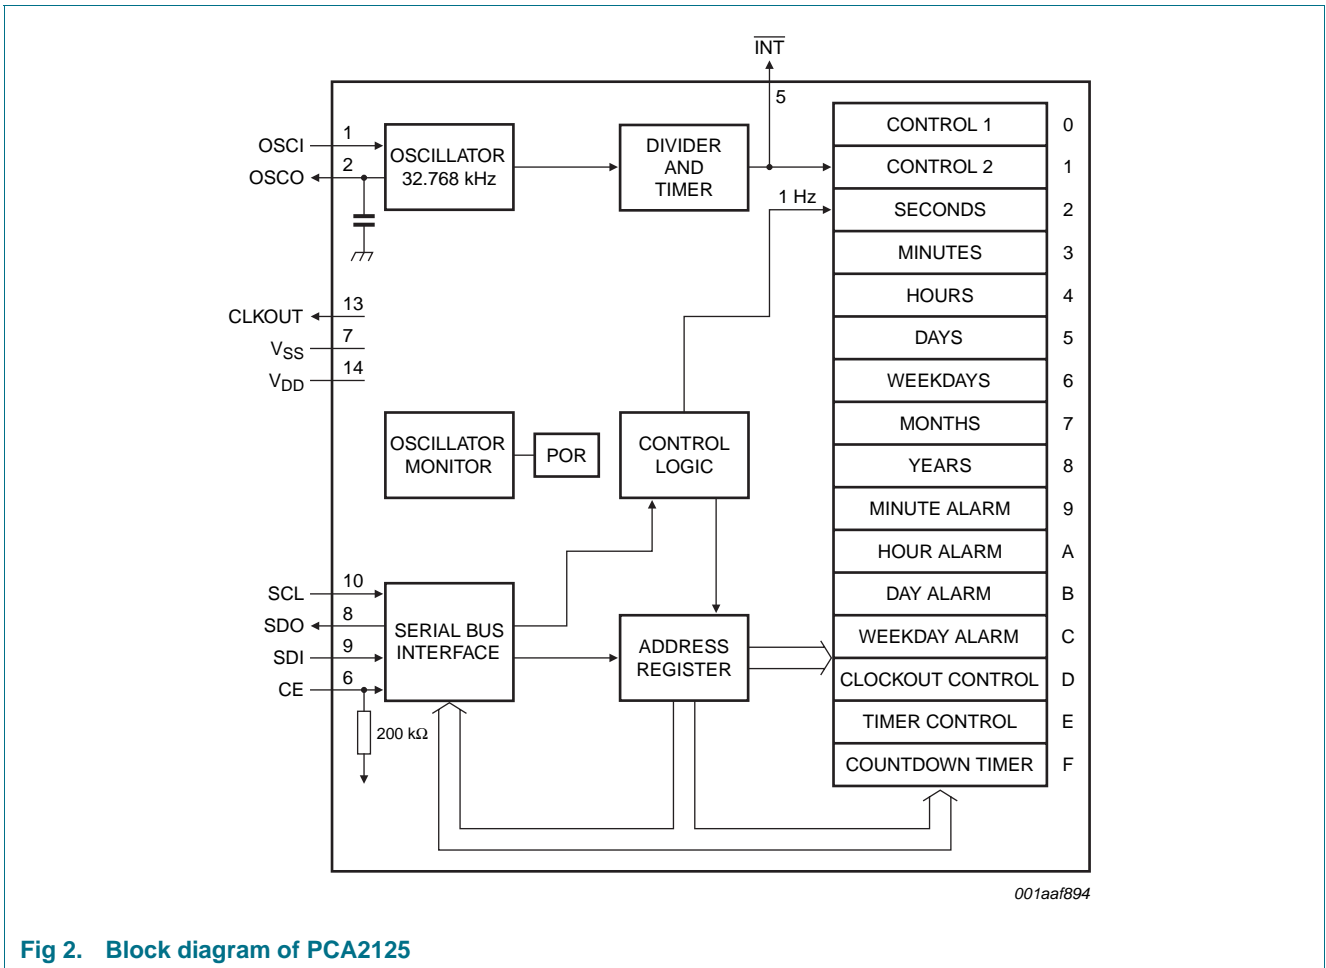 INT
5
OSCI
1
OSCO
2
OSCILLATOR
32.768 kHz
DIVIDER
AND
TIMER
1 Hz
CONTROL 1 0
CONTROL 2 1
SECONDS 2
MINUTES 3
HOURS 4
DAYS 5
WEEKDAYS 6
MONTHS 7
YEARS 8
MINUTE ALARM 9
HOUR ALARM A
DAY ALARM B
WEEKDAY ALARM C
CLOCKOUT CONTROL D
TIMER CONTROL E
COUNTDOWN TIMER F
CLKOUT
13
VSS
7
VDD
14
OSCILLATOR
MONITOR
POR
CONTROL
LOGIC
SCL
10
SDO
8
SDI
9
CE
6
SERIAL BUS
INTERFACE
ADDRESS
REGISTER
200 kΩ
001aaf894
Fig 2. Block diagram of PCA2125